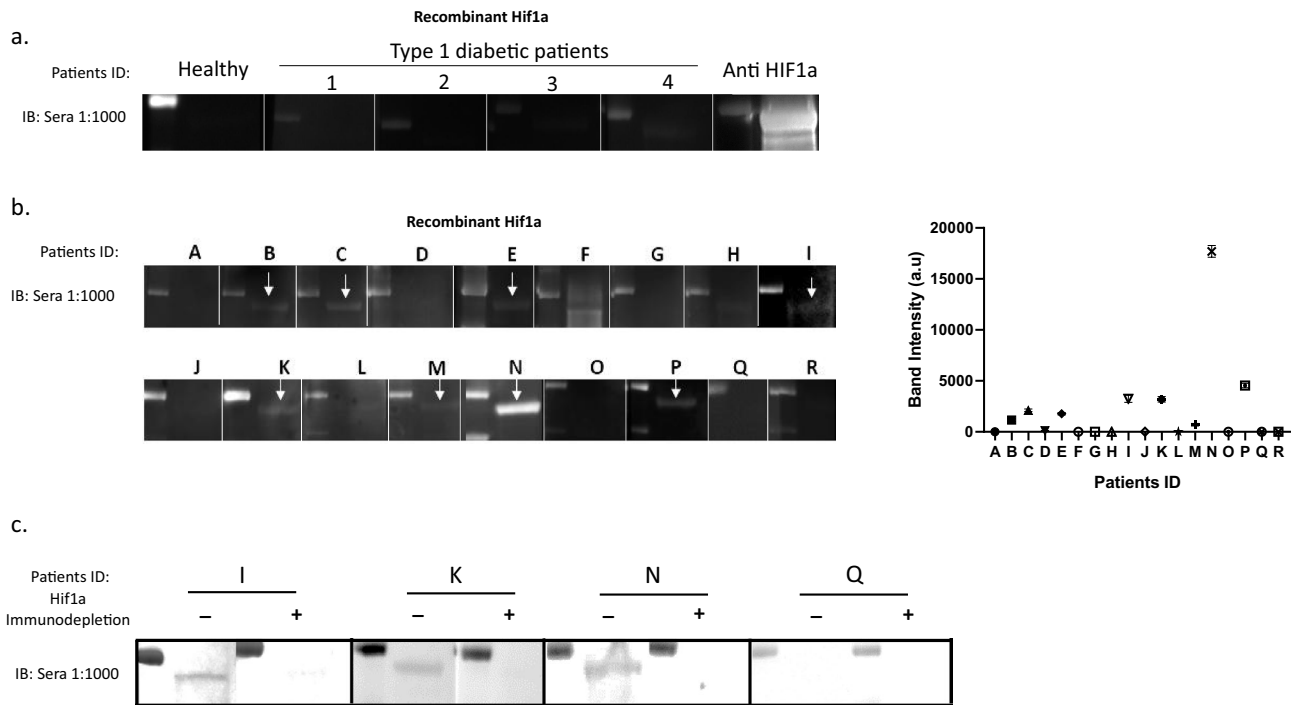 a.
Recombinant Hif1a
Patients ID:
Healthy
Type 1 diabetic patients
Anti HIF1a
1 2 3 4
IB: Sera 1:1000
b.
Recombinant Hif1a
Patients ID:
A B C D E F G H I
IB: Sera 1:1000
J K L M N O P Q R
Band Intensity (a.u)
20000
15000
10000
5000
0
A B C D E F G H I J K L M N O P Q R
Patients ID
c.
Patients ID:
I K N Q
Hif1a
Immunodepletion
– + – + – + – +
IB: Sera 1:1000